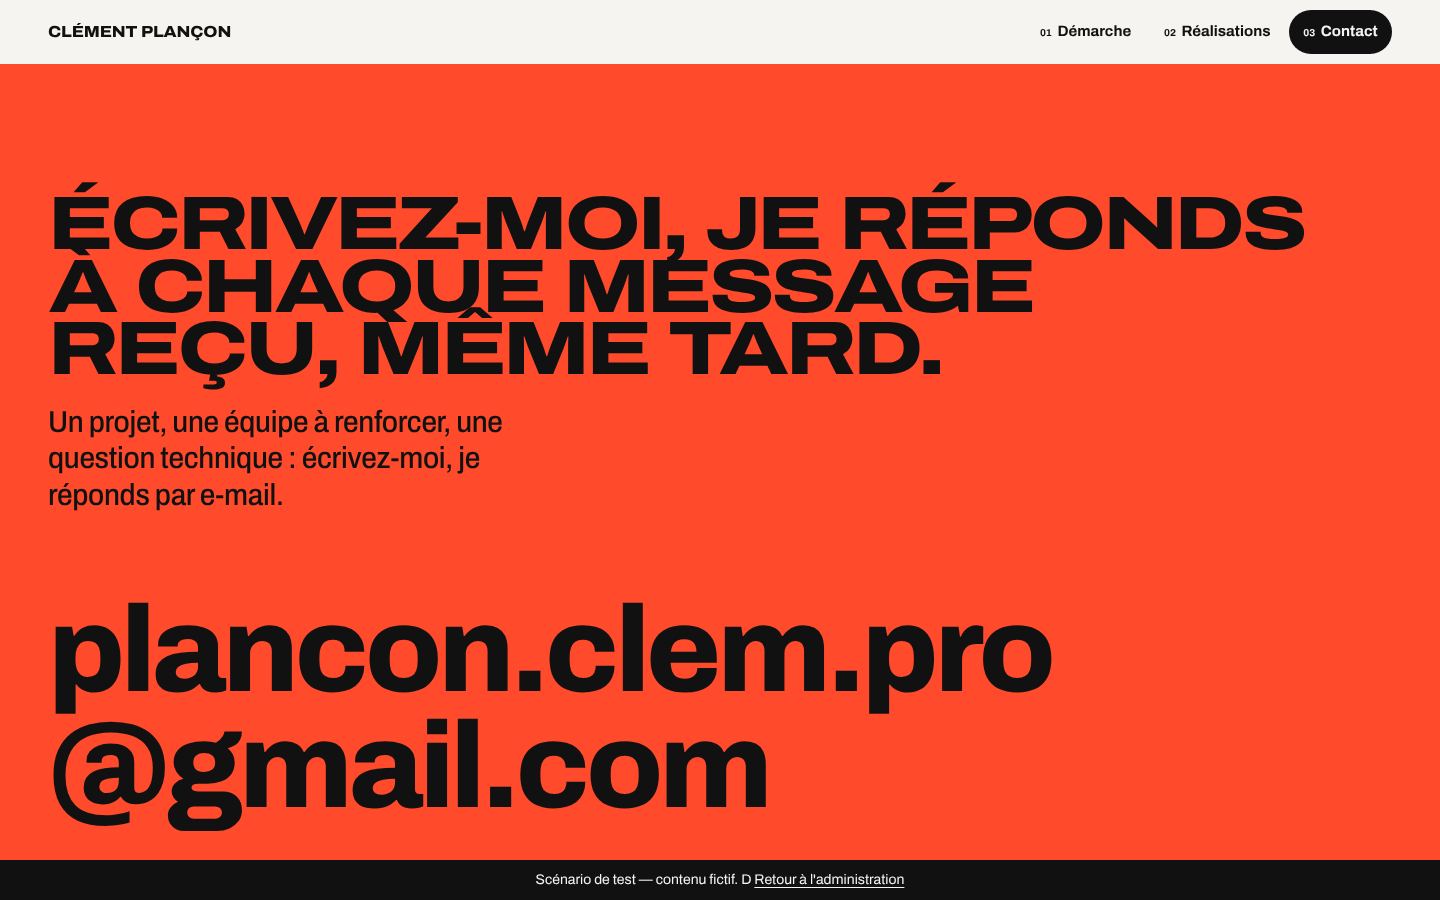 CLÉMENT PLANÇON
01 Démarche 02 Réalisations 03 Contact
ÉCRIVEZ-MOI, JE RÉPONDS
À CHAQUE MESSAGE
REÇU, MÊME TARD.
Un projet, une équipe à renforcer, une
question technique : écrivez-moi, je
réponds par e-mail.
plancon.clem.pro
@gmail.com
Scénario de test — contenu fictif. D Retour à l'administration